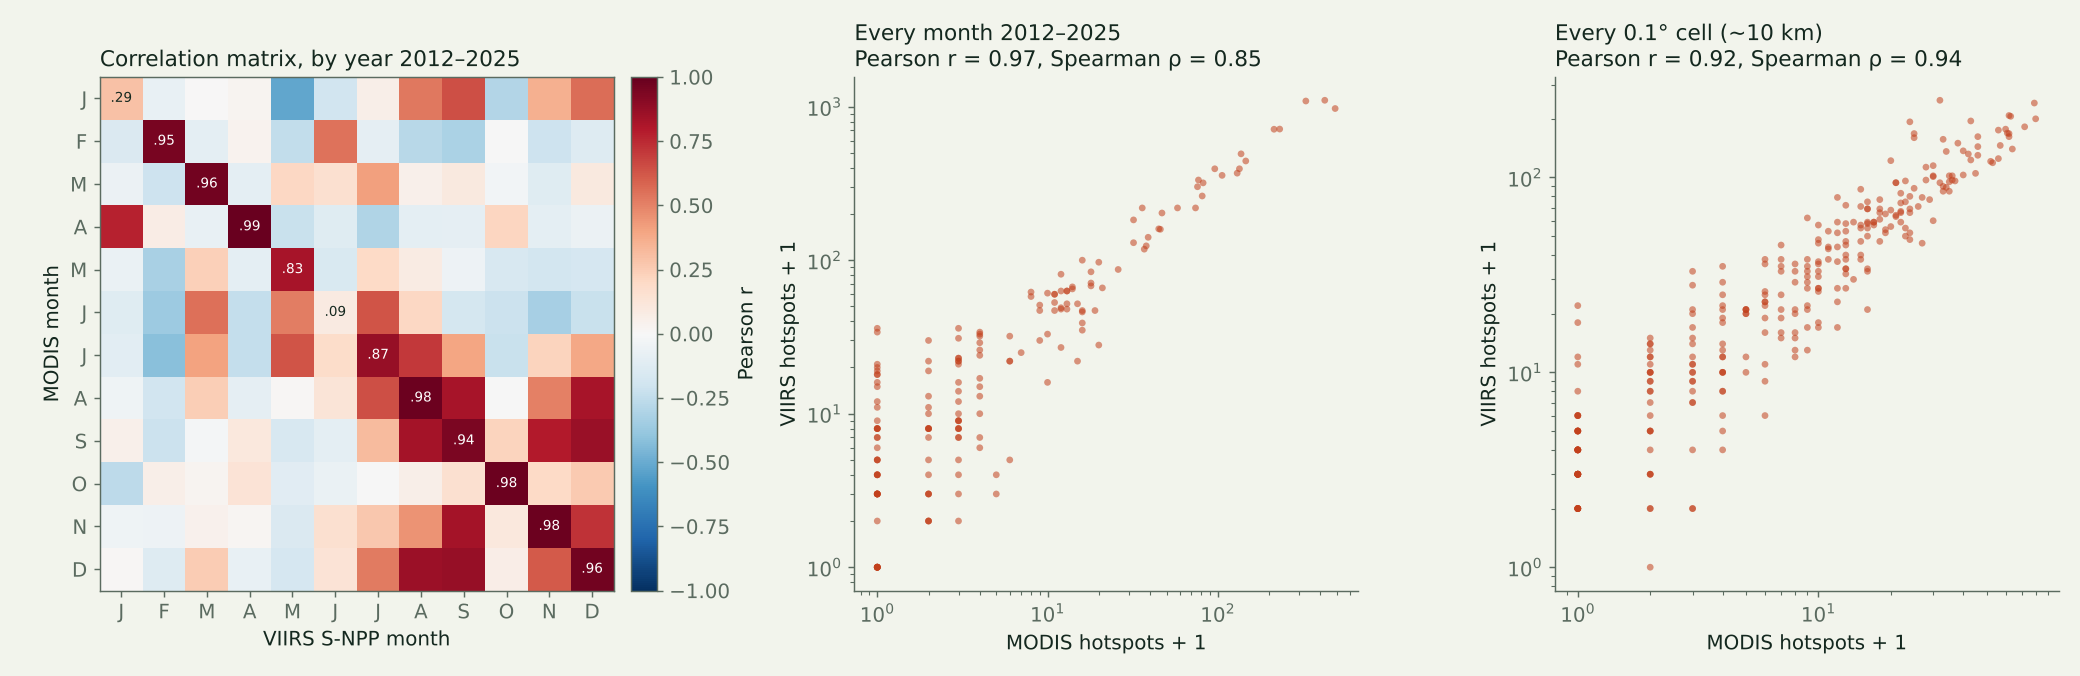 Correlation matrix, by year 2012–2025
J
F
M
A
M
J
J
A
S
O
N
D
MODIS month
.29
.95
.96
.99
.83
.09
.87
.98
.94
.98
.98
.96
J F M A M J J A S O N D
VIIRS S-NPP month
1.00
0.75
0.50
0.25
0.00
−0.25
−0.50
−0.75
−1.00
Pearson r
Every month 2012–2025
Pearson r = 0.97, Spearman ρ = 0.85
10³
10²
10¹
10⁰
VIIRS hotspots + 1
10⁰ 10¹ 10²
MODIS hotspots + 1
Every 0.1° cell (~10 km)
Pearson r = 0.92, Spearman ρ = 0.94
10²
10¹
10⁰
VIIRS hotspots + 1
10⁰ 10¹
MODIS hotspots + 1